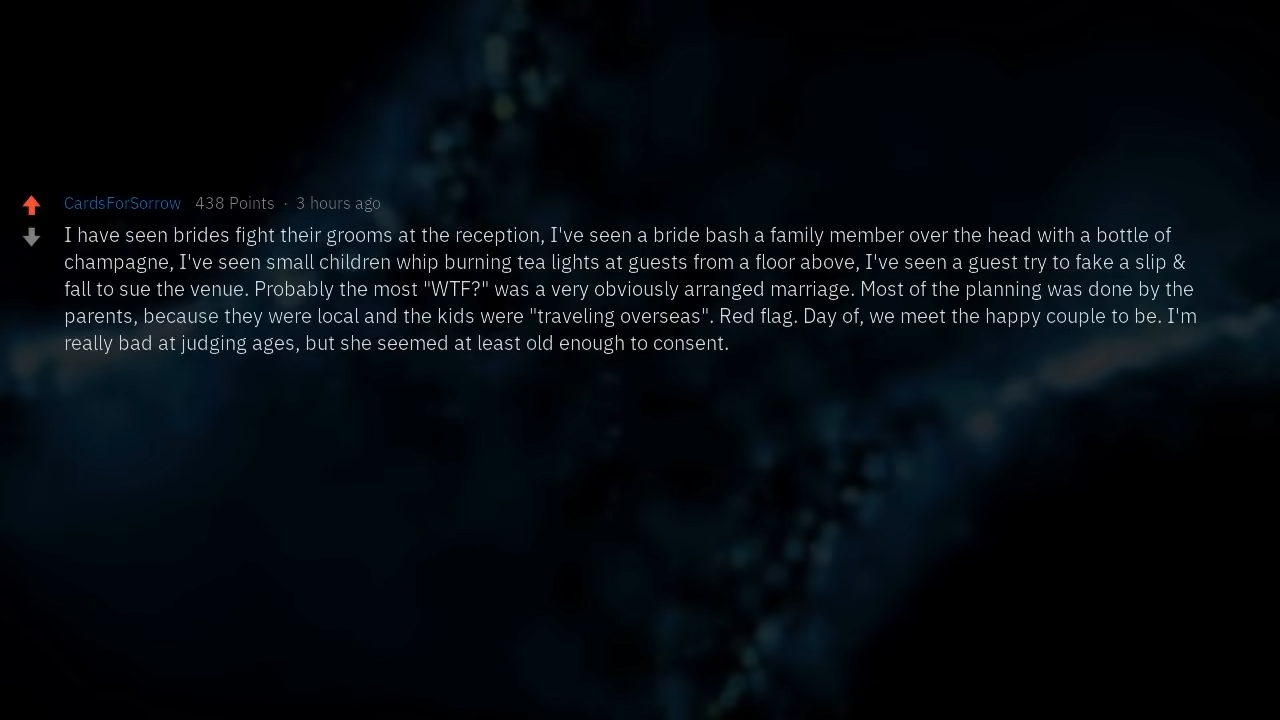 CardsForSorrow 438 Points · 3 hours ago
I have seen brides fight their grooms at the reception, I've seen a bride bash a family member over the head with a bottle of
champagne, I've seen small children whip burning tea lights at guests from a floor above, I've seen a guest try to fake a slip &
fall to sue the venue. Probably the most "WTF?" was a very obviously arranged marriage. Most of the planning was done by the
parents, because they were local and the kids were "traveling overseas". Red flag. Day of, we meet the happy couple to be. I'm
really bad at judging ages, but she seemed at least old enough to consent.